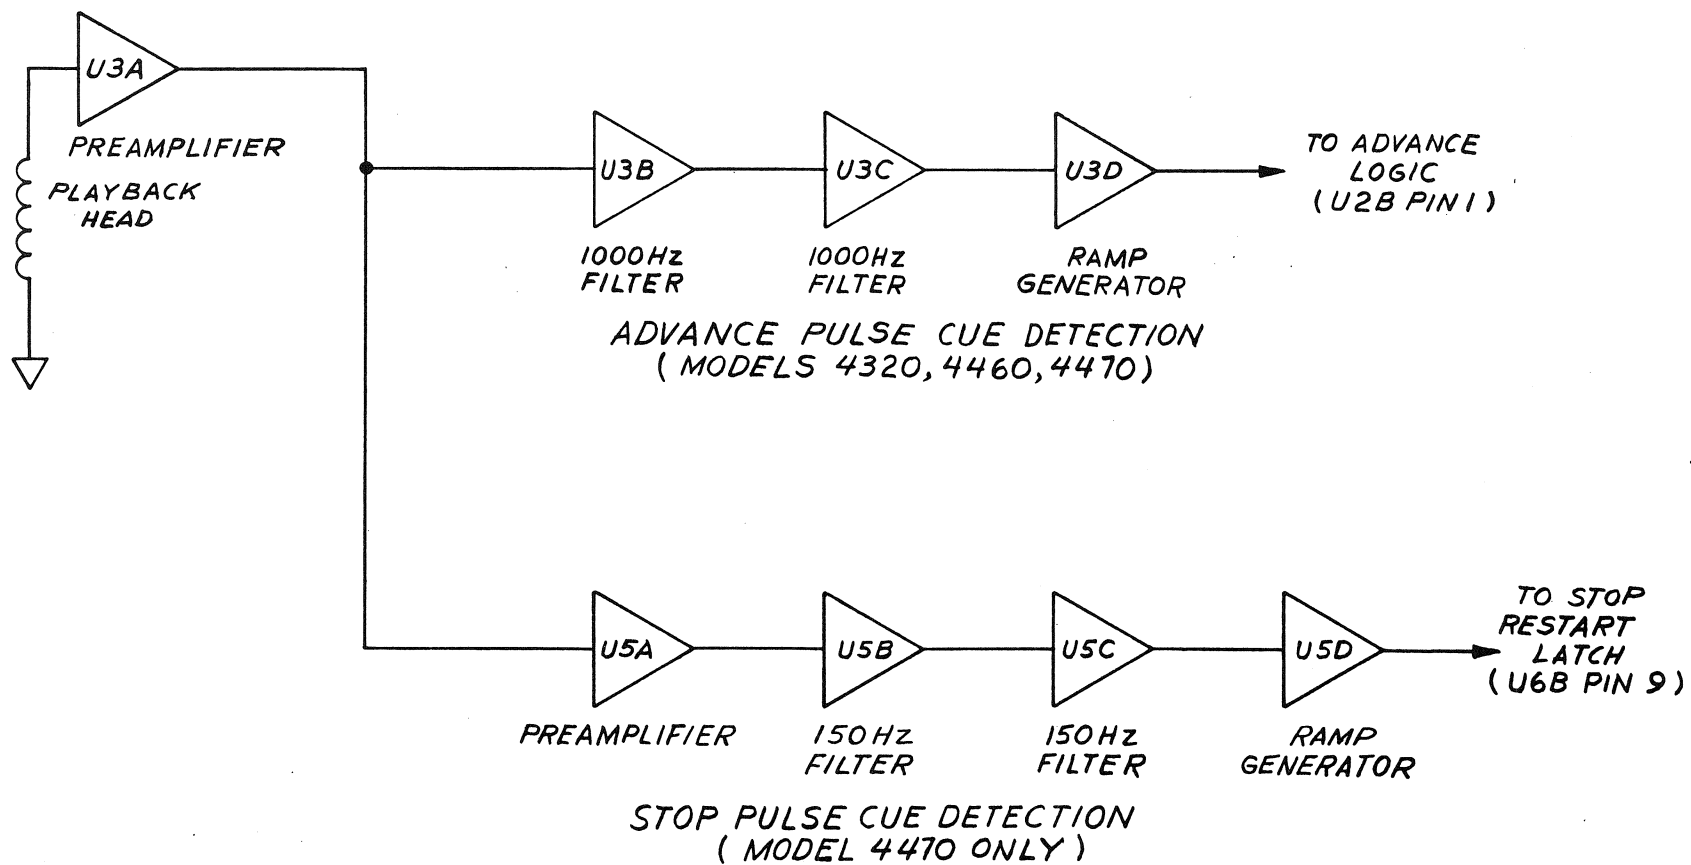 U3A
PREAMPLIFIER
PLAYBACK
HEAD
U3B
1000Hz
FILTER
U3C
1000Hz
FILTER
U3D
RAMP
GENERATOR
TO ADVANCE
LOGIC
(U2B PIN 1)
ADVANCE PULSE CUE DETECTION
(MODELS 4320, 4460, 4470)
U5A
PREAMPLIFIER
U5B
150Hz
FILTER
U5C
150Hz
FILTER
U5D
RAMP
GENERATOR
TO STOP
RESTART
LATCH
(U6B PIN 9)
STOP PULSE CUE DETECTION
(MODEL 4470 ONLY)